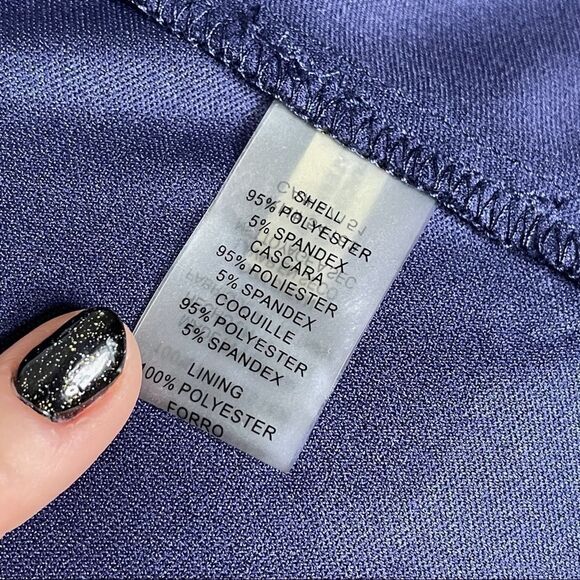 SHELL
95% POLYESTER
5% SPANDEX
CASCARA
95% POLIESTER
5% SPANDEX
COQUILLE
95% POLYESTER
5% SPANDEX
LINING
100% POLYESTER
FORRO